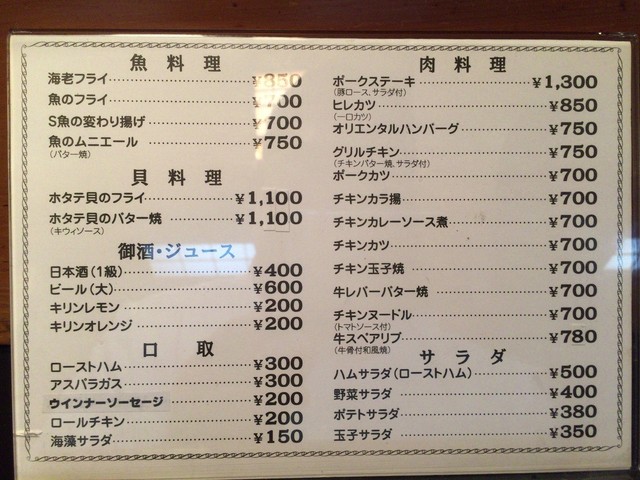 魚料理
海老フライ ¥850
魚のフライ ¥700
S魚の変わり揚げ ¥700
魚のムニエール ¥750
(バター焼)
貝料理
ホタテ貝のフライ ¥1,100
ホタテ貝のバター焼 ¥1,100
(キウィソース)
御酒・ジュース
日本酒(1級) ¥400
ビール(大) ¥600
キリンレモン ¥200
キリンオレンジ ¥200
口取
ローストハム ¥300
アスパラガス ¥300
ウインナーソーセージ ¥200
ロールチキン ¥200
海藻サラダ ¥150
肉料理
ポークステーキ ¥1,300
(豚ロース、サラダ付)
ヒレカツ ¥850
(一口カツ)
オリエンタルハンバーグ ¥750
グリルチキン ¥750
(チキンバター焼、サラダ付)
ポークカツ ¥700
チキンカラ揚 ¥700
チキンカレーソース煮 ¥700
チキンカツ ¥700
チキン玉子焼 ¥700
牛レバーバター焼 ¥700
チキンヌードル ¥700
(トマトソース付)
牛スペアリブ ¥780
(牛骨付和風焼)
サラダ
ハムサラダ(ローストハム) ¥500
野菜サラダ ¥400
ポテトサラダ ¥380
玉子サラダ ¥350